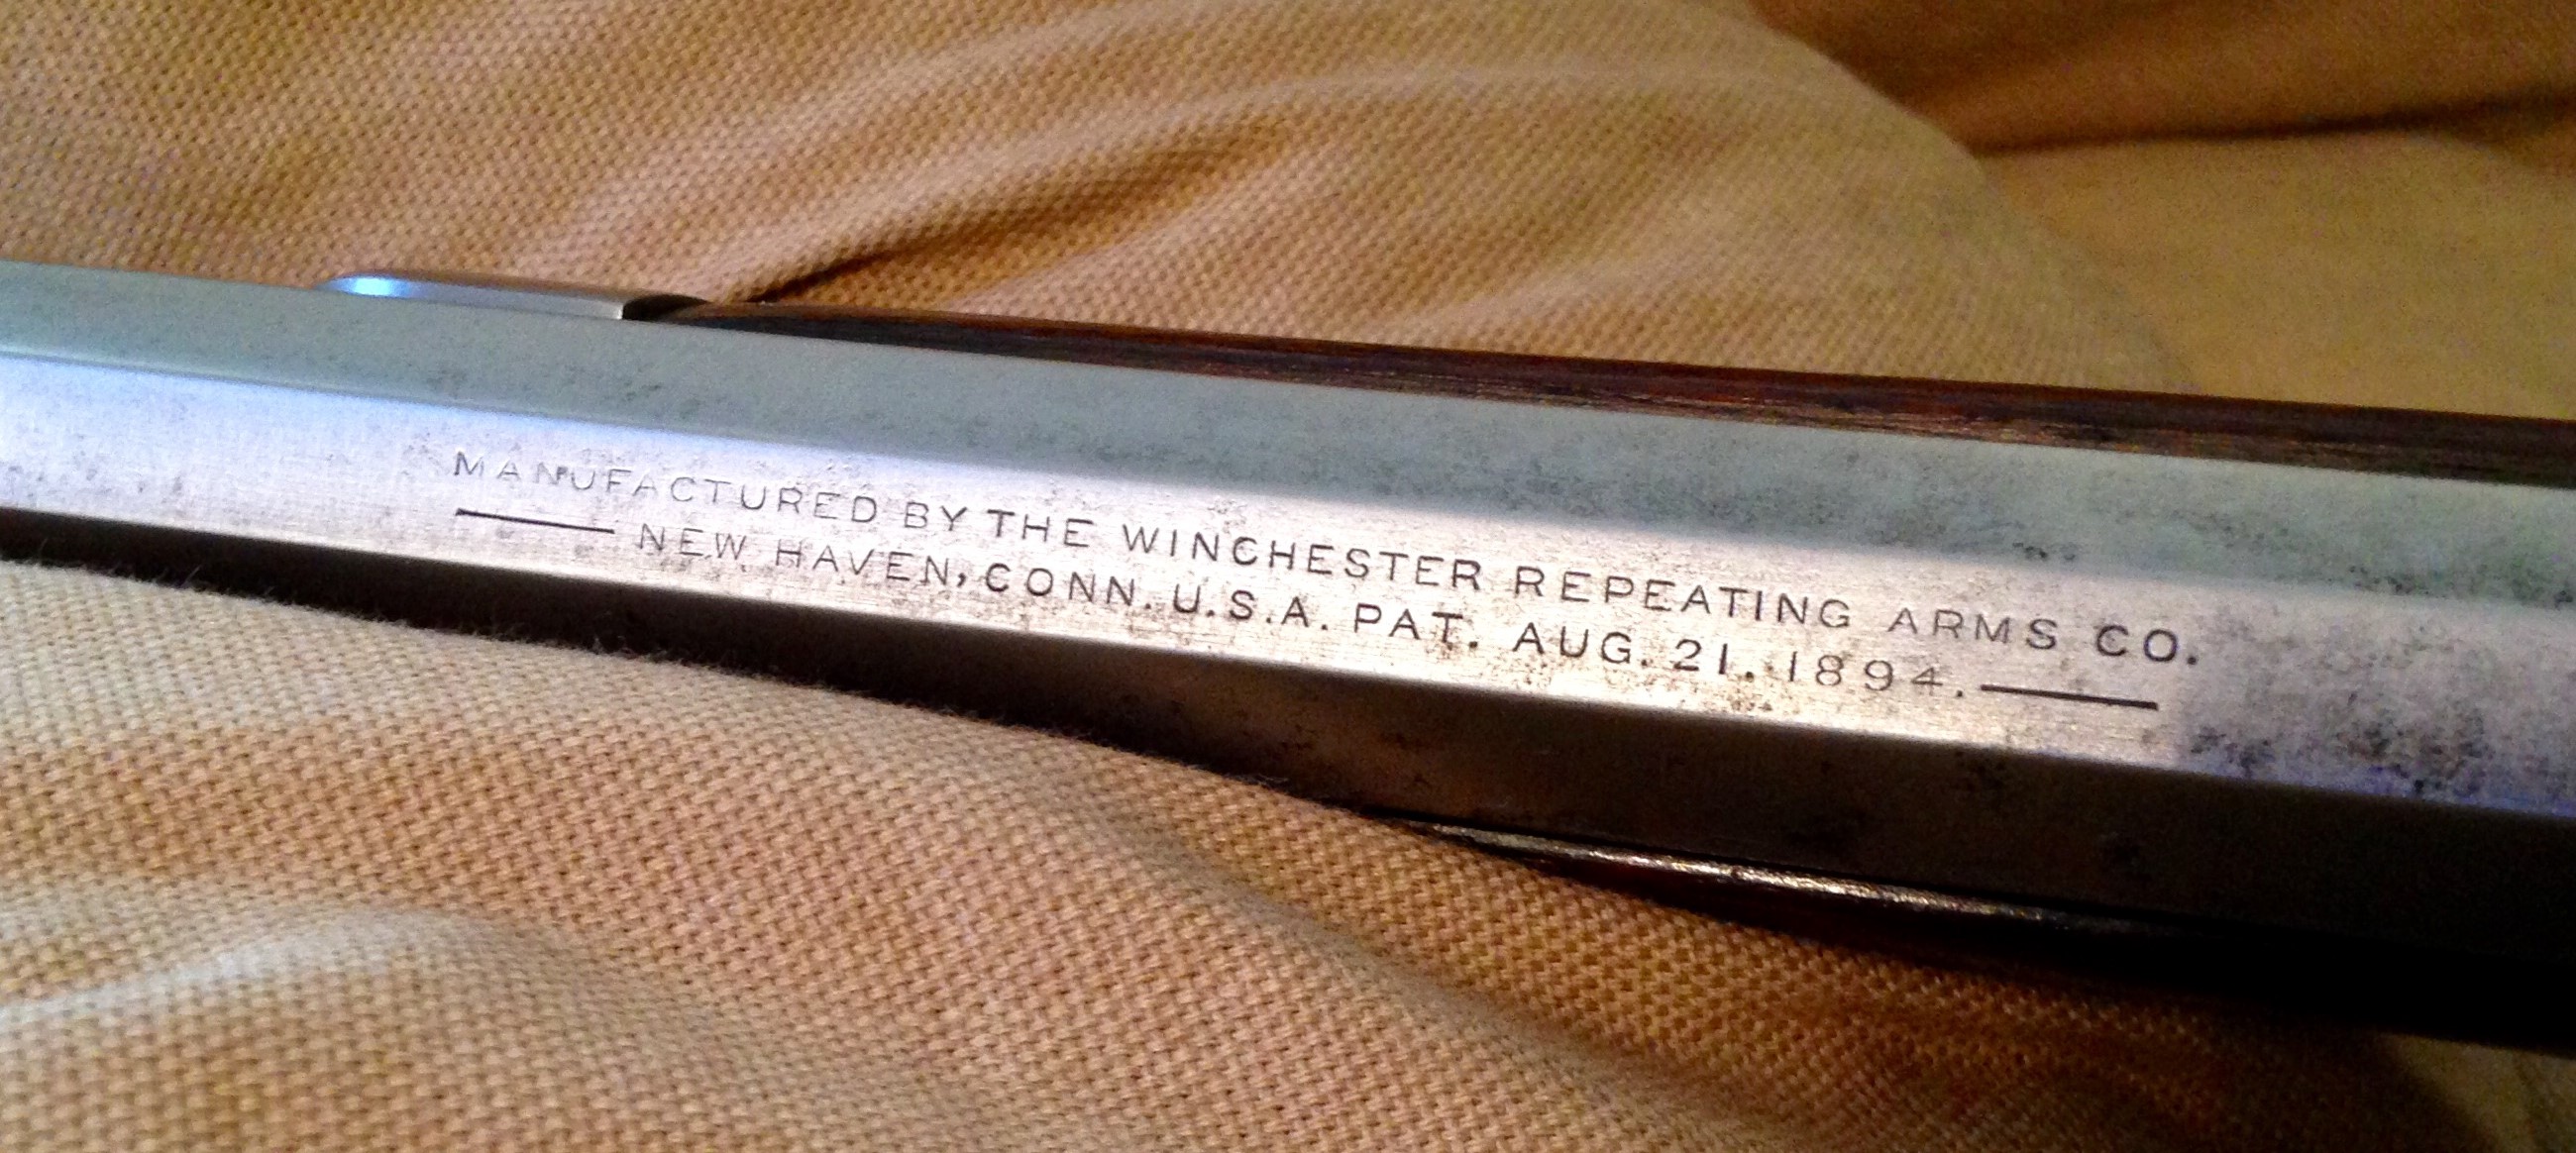 MANUFACTURED BY THE WINCHESTER REPEATING ARMS CO.
NEW HAVEN, CONN. U.S.A. PAT. AUG. 21. 1894.